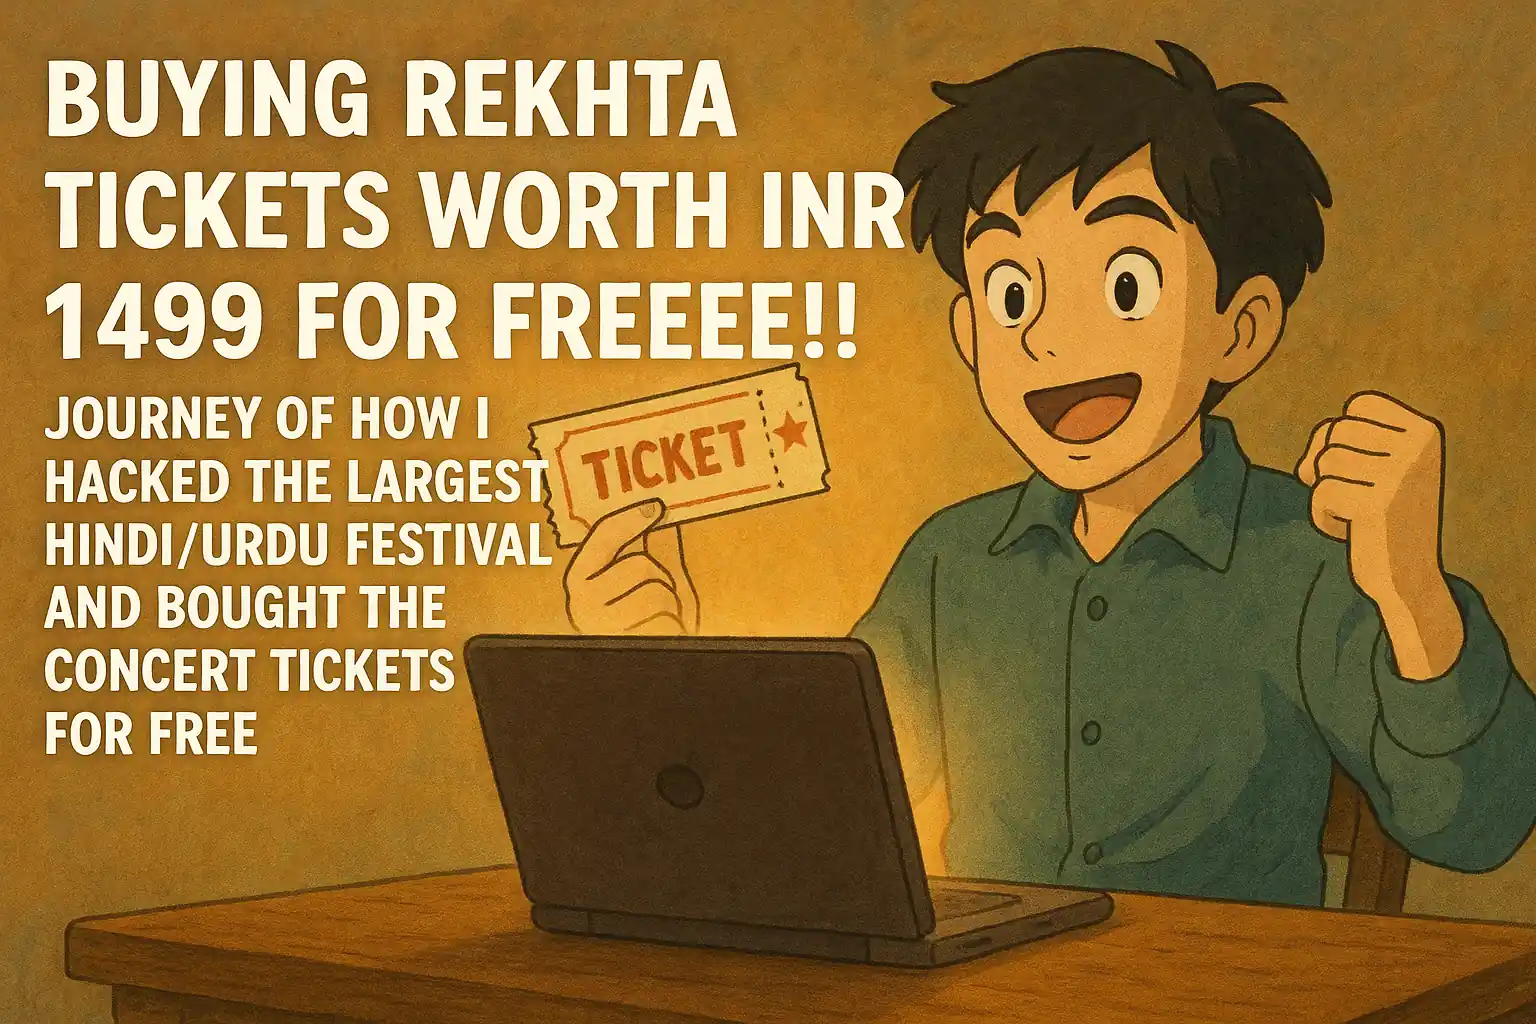 BUYING REKHTA
TICKETS WORTH INR
1499 FOR FREEEE!!
JOURNEY OF HOW I
HACKED THE LARGEST
HINDI/URDU FESTIVAL
AND BOUGHT THE
CONCERT TICKETS
FOR FREE
TICKET